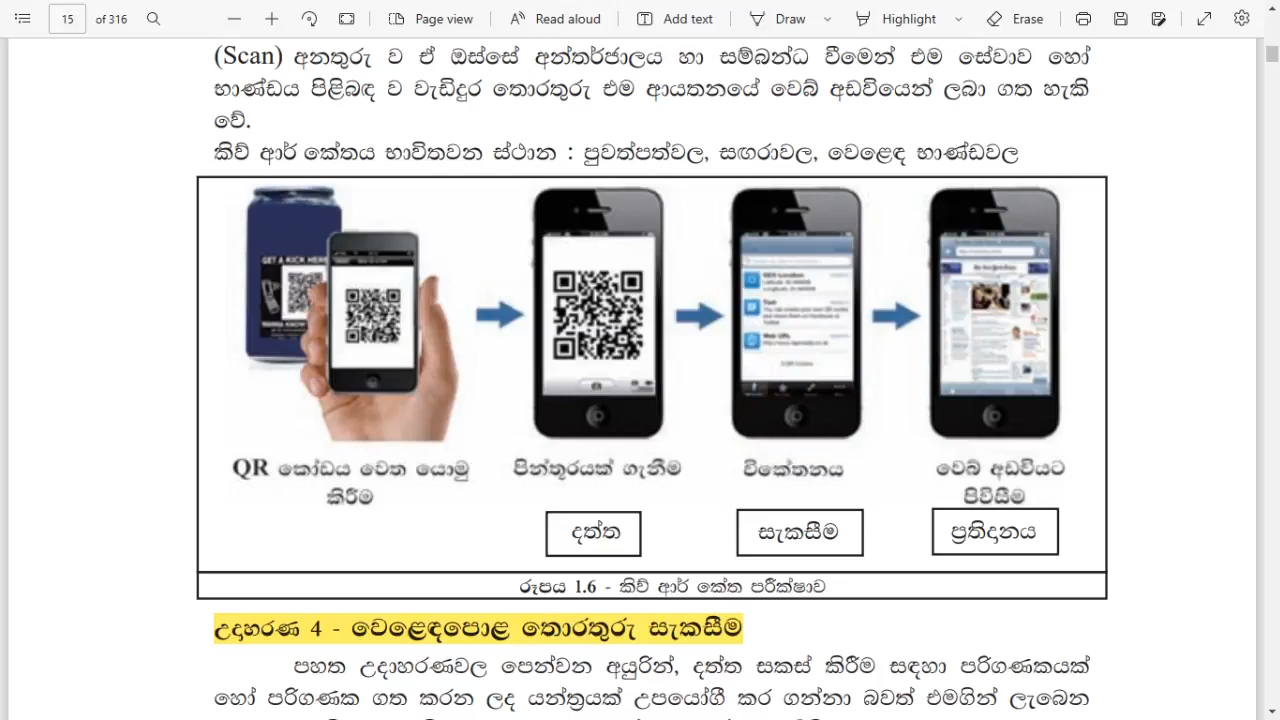 15 of 316 Page view Read aloud Add text Draw Highlight Erase
(Scan) අනතුරු ව ඒ ඔස්සේ අන්තර්ජාලය හා සම්බන්ධ වීමෙන් එම සේවාව හෝ
භාණ්ඩය පිළිබඳ ව වැඩිදුර තොරතුරු එම ආයතනයේ වෙබ් අඩවියෙන් ලබා ගත හැකි
වේ.
කිව් ආර් කේතය භාවිතවන ස්ථාන : පුවත්පත්වල, සඟරාවල, වෙළෙඳ භාණ්ඩවල
GET A KICK HERE
QR කෝඩය වෙත යොමු
කිරීම
පින්තූරයක් ගැනීම
විකේතනය
වෙබ් අඩවියට
පිවිසීම
දත්ත
සැකසීම
ප්‍රතිදානය
රූපය 1.6 - කිව් ආර් කේත පරීක්ෂාව
උදාහරණ 4 - වෙළෙඳපොළ තොරතුරු සැකසීම
පහත උදාහරණවල පෙන්වන අයුරින්, දත්ත සකස් කිරීම සඳහා පරිගණකයක්
හෝ පරිගණක ගත කරන ලද යන්ත්‍රයක් උපයෝගී කර ගන්නා බවත් එමගින් ලැබෙන